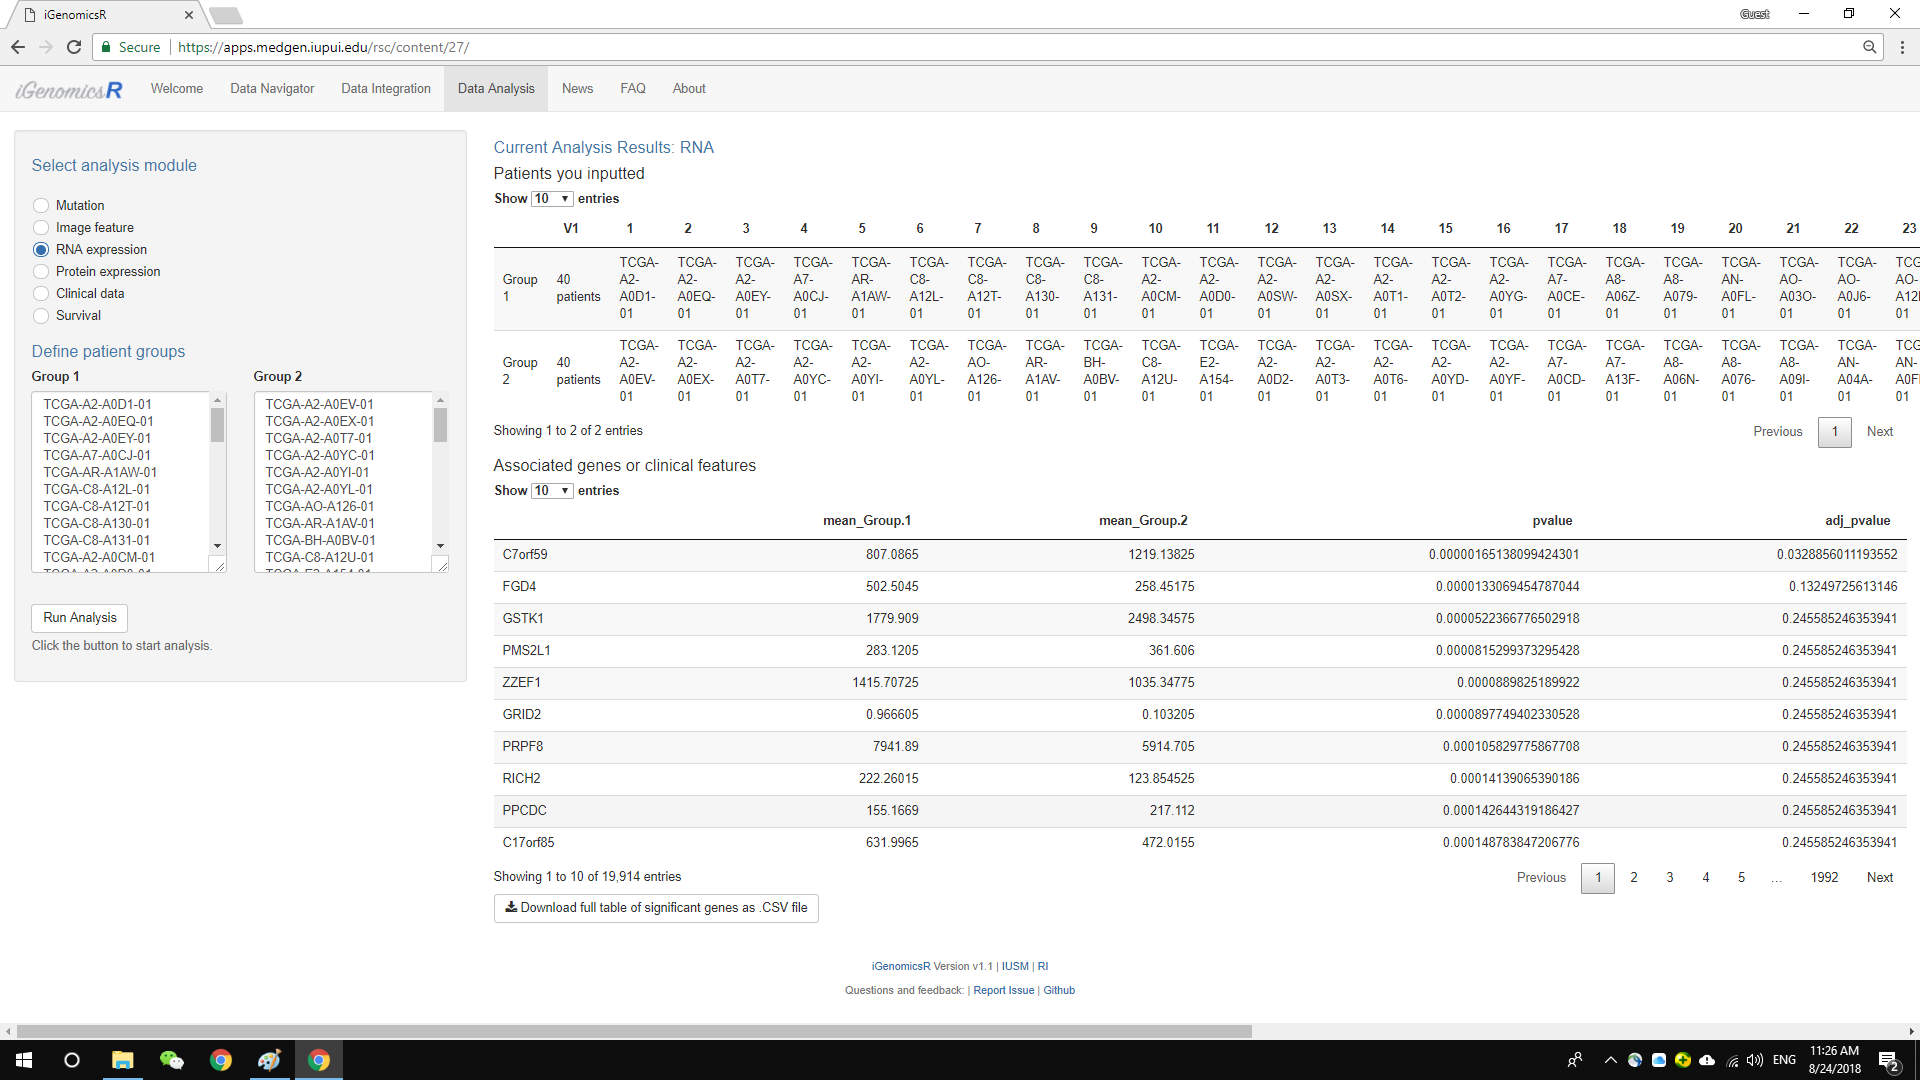 iGenomicsR
Guest
Secure https://apps.medgen.iupui.edu/rsc/content/27/
iGenomicsR Welcome Data Navigator Data Integration Data Analysis News FAQ About
Select analysis module
Mutation
Image feature
RNA expression
Protein expression
Clinical data
Survival
Define patient groups
Group 1 Group 2
TCGA-A2-A0D1-01 TCGA-A2-A0EV-01
TCGA-A2-A0EQ-01 TCGA-A2-A0EX-01
TCGA-A2-A0EY-01 TCGA-A2-A0T7-01
TCGA-A7-A0CJ-01 TCGA-A2-A0YC-01
TCGA-AR-A1AW-01 TCGA-A2-A0YI-01
TCGA-C8-A12L-01 TCGA-A2-A0YL-01
TCGA-C8-A12T-01 TCGA-AO-A126-01
TCGA-C8-A130-01 TCGA-AR-A1AV-01
TCGA-C8-A131-01 TCGA-BH-A0BV-01
TCGA-A2-A0CM-01 TCGA-C8-A12U-01
TCGA-A2-A0D0-01 TCGA-E2-A154-01
Run Analysis
Click the button to start analysis.
Current Analysis Results: RNA
Patients you inputted
Show 10 entries
V1 1 2 3 4 5 6 7 8 9 10 11 12 13 14 15 16 17 18 19 20 21 22 23
TCGA- TCGA- TCGA- TCGA- TCGA- TCGA- TCGA- TCGA- TCGA- TCGA- TCGA- TCGA- TCGA- TCGA- TCGA- TCGA- TCGA- TCGA- TCGA- TCGA- TCGA- TCGA- TCGA-
Group 40 A2- A2- A2- A7- AR- C8- C8- C8- C8- A2- A2- A2- A2- A2- A2- A2- A7- A8- A8- AN- AO- AO- AO-
1 patients A0D1- A0EQ- A0EY- A0CJ- A1AW- A12L- A12T- A130- A131- A0CM- A0D0- A0SW- A0SX- A0T1- A0T2- A0YG- A0CE- A06Z- A079- A0FL- A03O- A0J6- A12
01 01 01 01 01 01 01 01 01 01 01 01 01 01 01 01 01 01 01 01 01 01 01
TCGA- TCGA- TCGA- TCGA- TCGA- TCGA- TCGA- TCGA- TCGA- TCGA- TCGA- TCGA- TCGA- TCGA- TCGA- TCGA- TCGA- TCGA- TCGA- TCGA- TCGA- TCGA- TCGA-
Group 40 A2- A2- A2- A2- A2- A2- AO- AR- BH- C8- E2- A2- A2- A2- A2- A2- A7- A7- A8- A8- A8- AN- AN-
2 patients A0EV- A0EX- A0T7- A0YC- A0YI- A0YL- A126- A1AV- A0BV- A12U- A154- A0D2- A0T3- A0T6- A0YD- A0YF- A0CD- A13F- A06N- A076- A09I- A04A- A0F
01 01 01 01 01 01 01 01 01 01 01 01 01 01 01 01 01 01 01 01 01 01 01
Showing 1 to 2 of 2 entries Previous 1 Next
Associated genes or clinical features
Show 10 entries
mean_Group.1 mean_Group.2 pvalue adj_pvalue
C7orf59 807.0865 1219.13825 0.00000165138099424301 0.0328856011193552
FGD4 502.5045 258.45175 0.0000133069454787044 0.13249725613146
GSTK1 1779.909 2498.34575 0.0000522366776502918 0.245585246353941
PMS2L1 283.1205 361.606 0.0000815299373295428 0.245585246353941
ZZEF1 1415.70725 1035.34775 0.0000889825189922 0.245585246353941
GRID2 0.966605 0.103205 0.0000897749402330528 0.245585246353941
PRPF8 7941.89 5914.705 0.000105829775867708 0.245585246353941
RICH2 222.26015 123.854525 0.00014139065390186 0.245585246353941
PPCDC 155.1669 217.112 0.000142644319186427 0.245585246353941
C17orf85 631.9965 472.0155 0.000148783847206776 0.245585246353941
Showing 1 to 10 of 19,914 entries Previous 1 2 3 4 5 … 1992 Next
Download full table of significant genes as .CSV file
iGenomicsR Version v1.1 | IUSM | RI
Questions and feedback: | Report Issue | Github
ENG 11:26 AM
8/24/2018 2